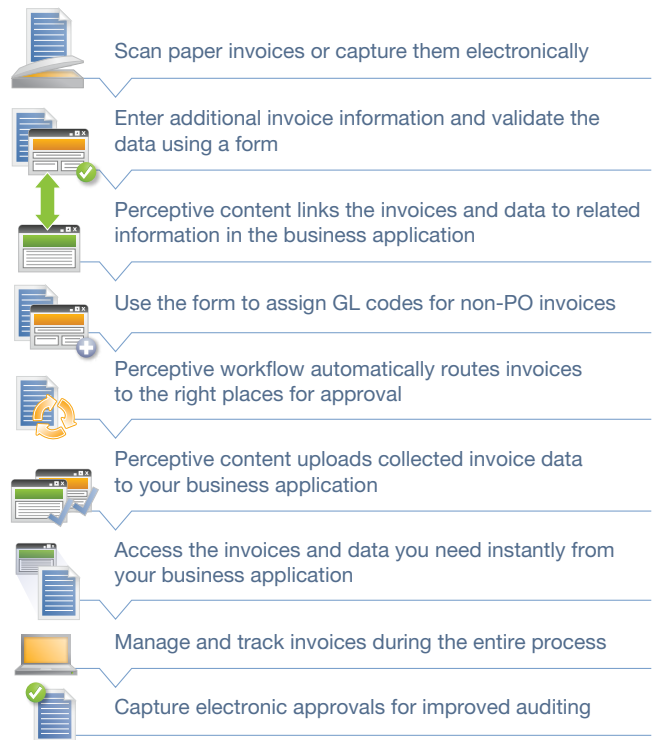 Scan paper invoices or capture them electronically
Enter additional invoice information and validate the
data using a form
Perceptive content links the invoices and data to related
information in the business application
Use the form to assign GL codes for non-PO invoices
Perceptive workflow automatically routes invoices
to the right places for approval
Perceptive content uploads collected invoice data
to your business application
Access the invoices and data you need instantly from
your business application
Manage and track invoices during the entire process
Capture electronic approvals for improved auditing